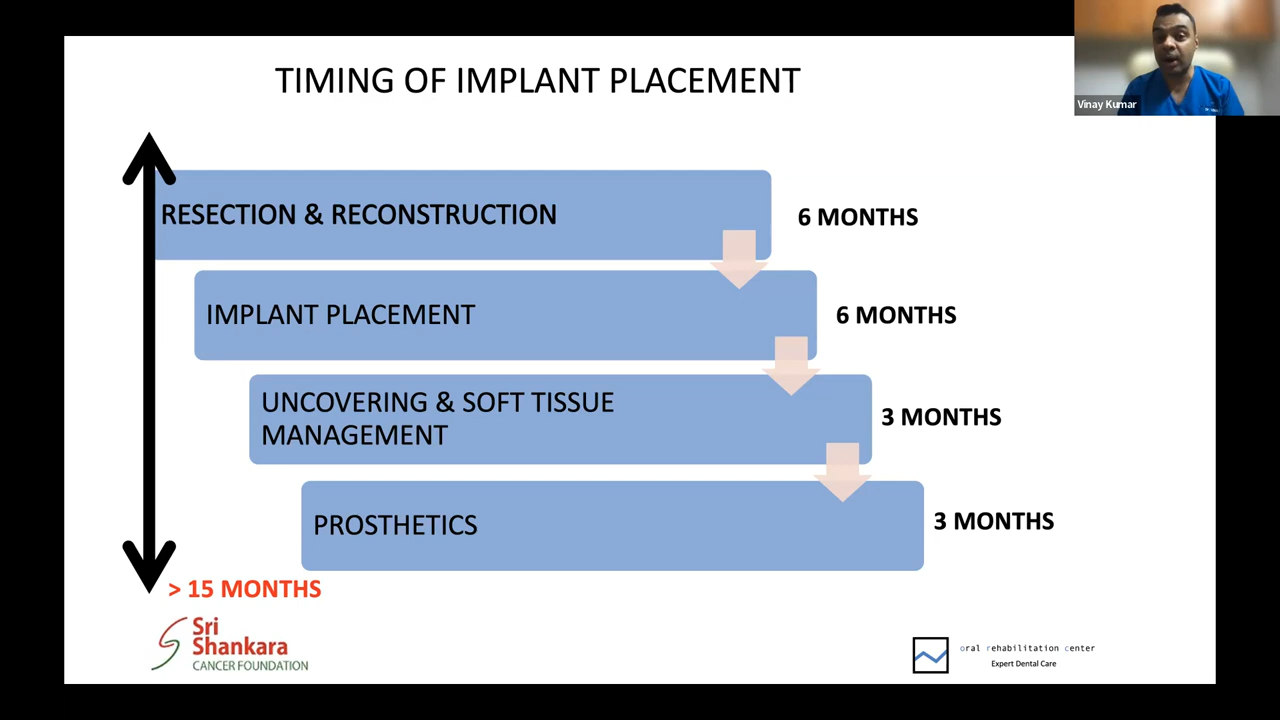 TIMING OF IMPLANT PLACEMENT
Vinay Kumar
RESECTION & RECONSTRUCTION
6 MONTHS
IMPLANT PLACEMENT
6 MONTHS
UNCOVERING & SOFT TISSUE
MANAGEMENT
3 MONTHS
PROSTHETICS
3 MONTHS
> 15 MONTHS
Sri
Shankara
CANCER FOUNDATION
oral rehabilitation center
Expert Dental Care